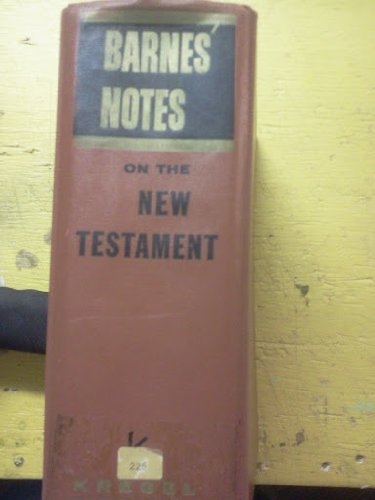 BARNES'
NOTES
ON THE
NEW
TESTAMENT
K
225
KREGEL